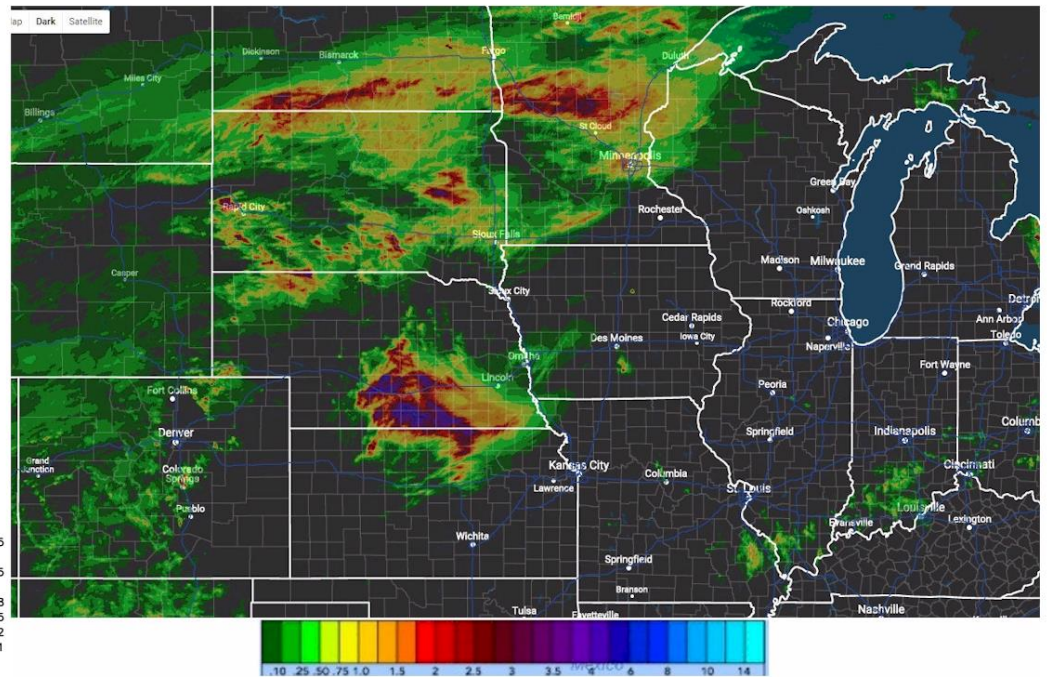 ap Dark Satellite
Bemidji
Dickinson
Bismarck
Fargo
Duluth
Miles City
Billings
St Cloud
Minneapolis
Green Bay
Rapid City
Rochester
Oshkosh
Sioux Falls
Madison
Milwaukee
Grand Rapids
Casper
Sioux City
Rockford
Detroi
Cedar Rapids
Chicago
Ann Arbor
Des Moines
Iowa City
Toledo
Naperville
Omaha
Fort Wayne
Lincoln
Peoria
Fort Collins
Denver
Springfield
Indianapolis
Columb
Grand
Junction
Colorado
Springs
Kansas City
Columbia
Cincinnati
Lawrence
St. Louis
Pueblo
Louisville
Evansville
Lexington
Wichita
Springfield
Branson
Tulsa
Fayetteville
Nashville
.10 .25 .50 .75 1.0 1.5 2 2.5 3 3.5 4 6 8 10 14
Mexico